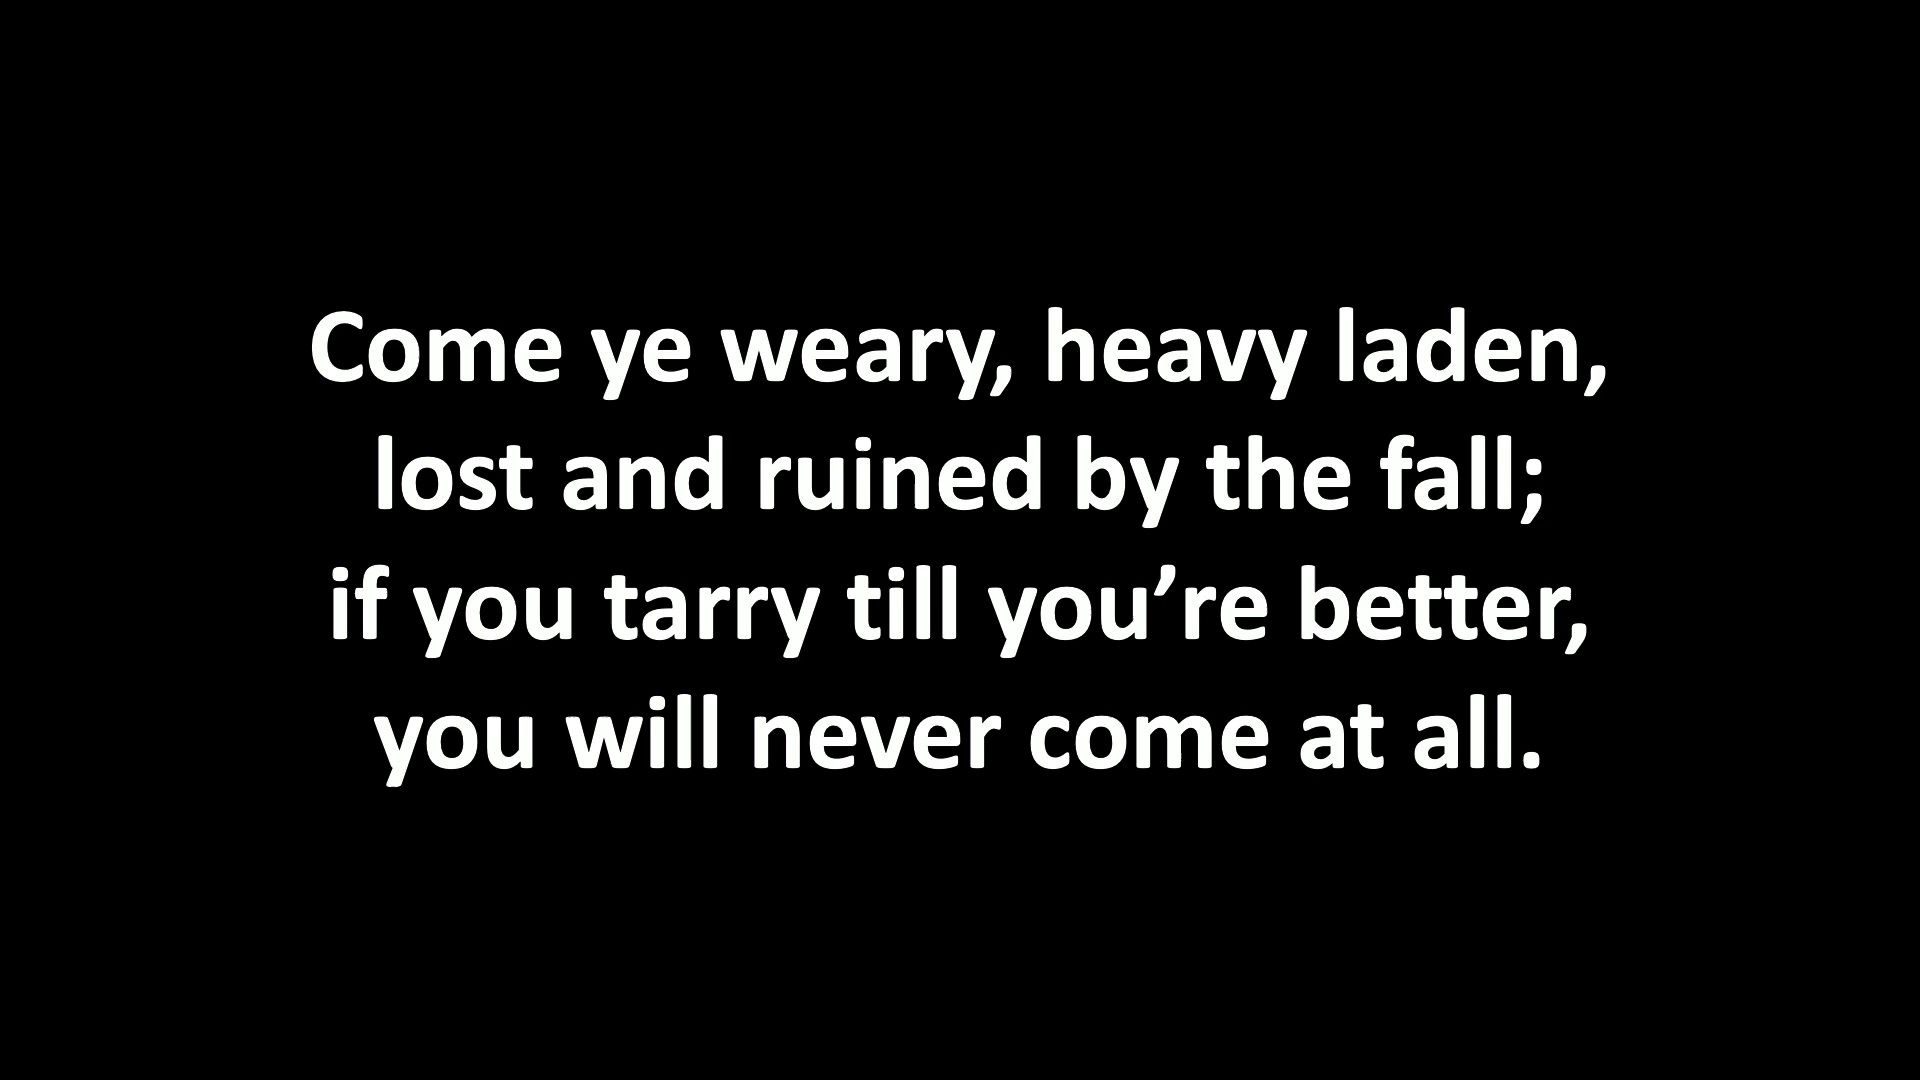 Come ye weary, heavy laden,
lost and ruined by the fall;
if you tarry till you’re better,
you will never come at all.